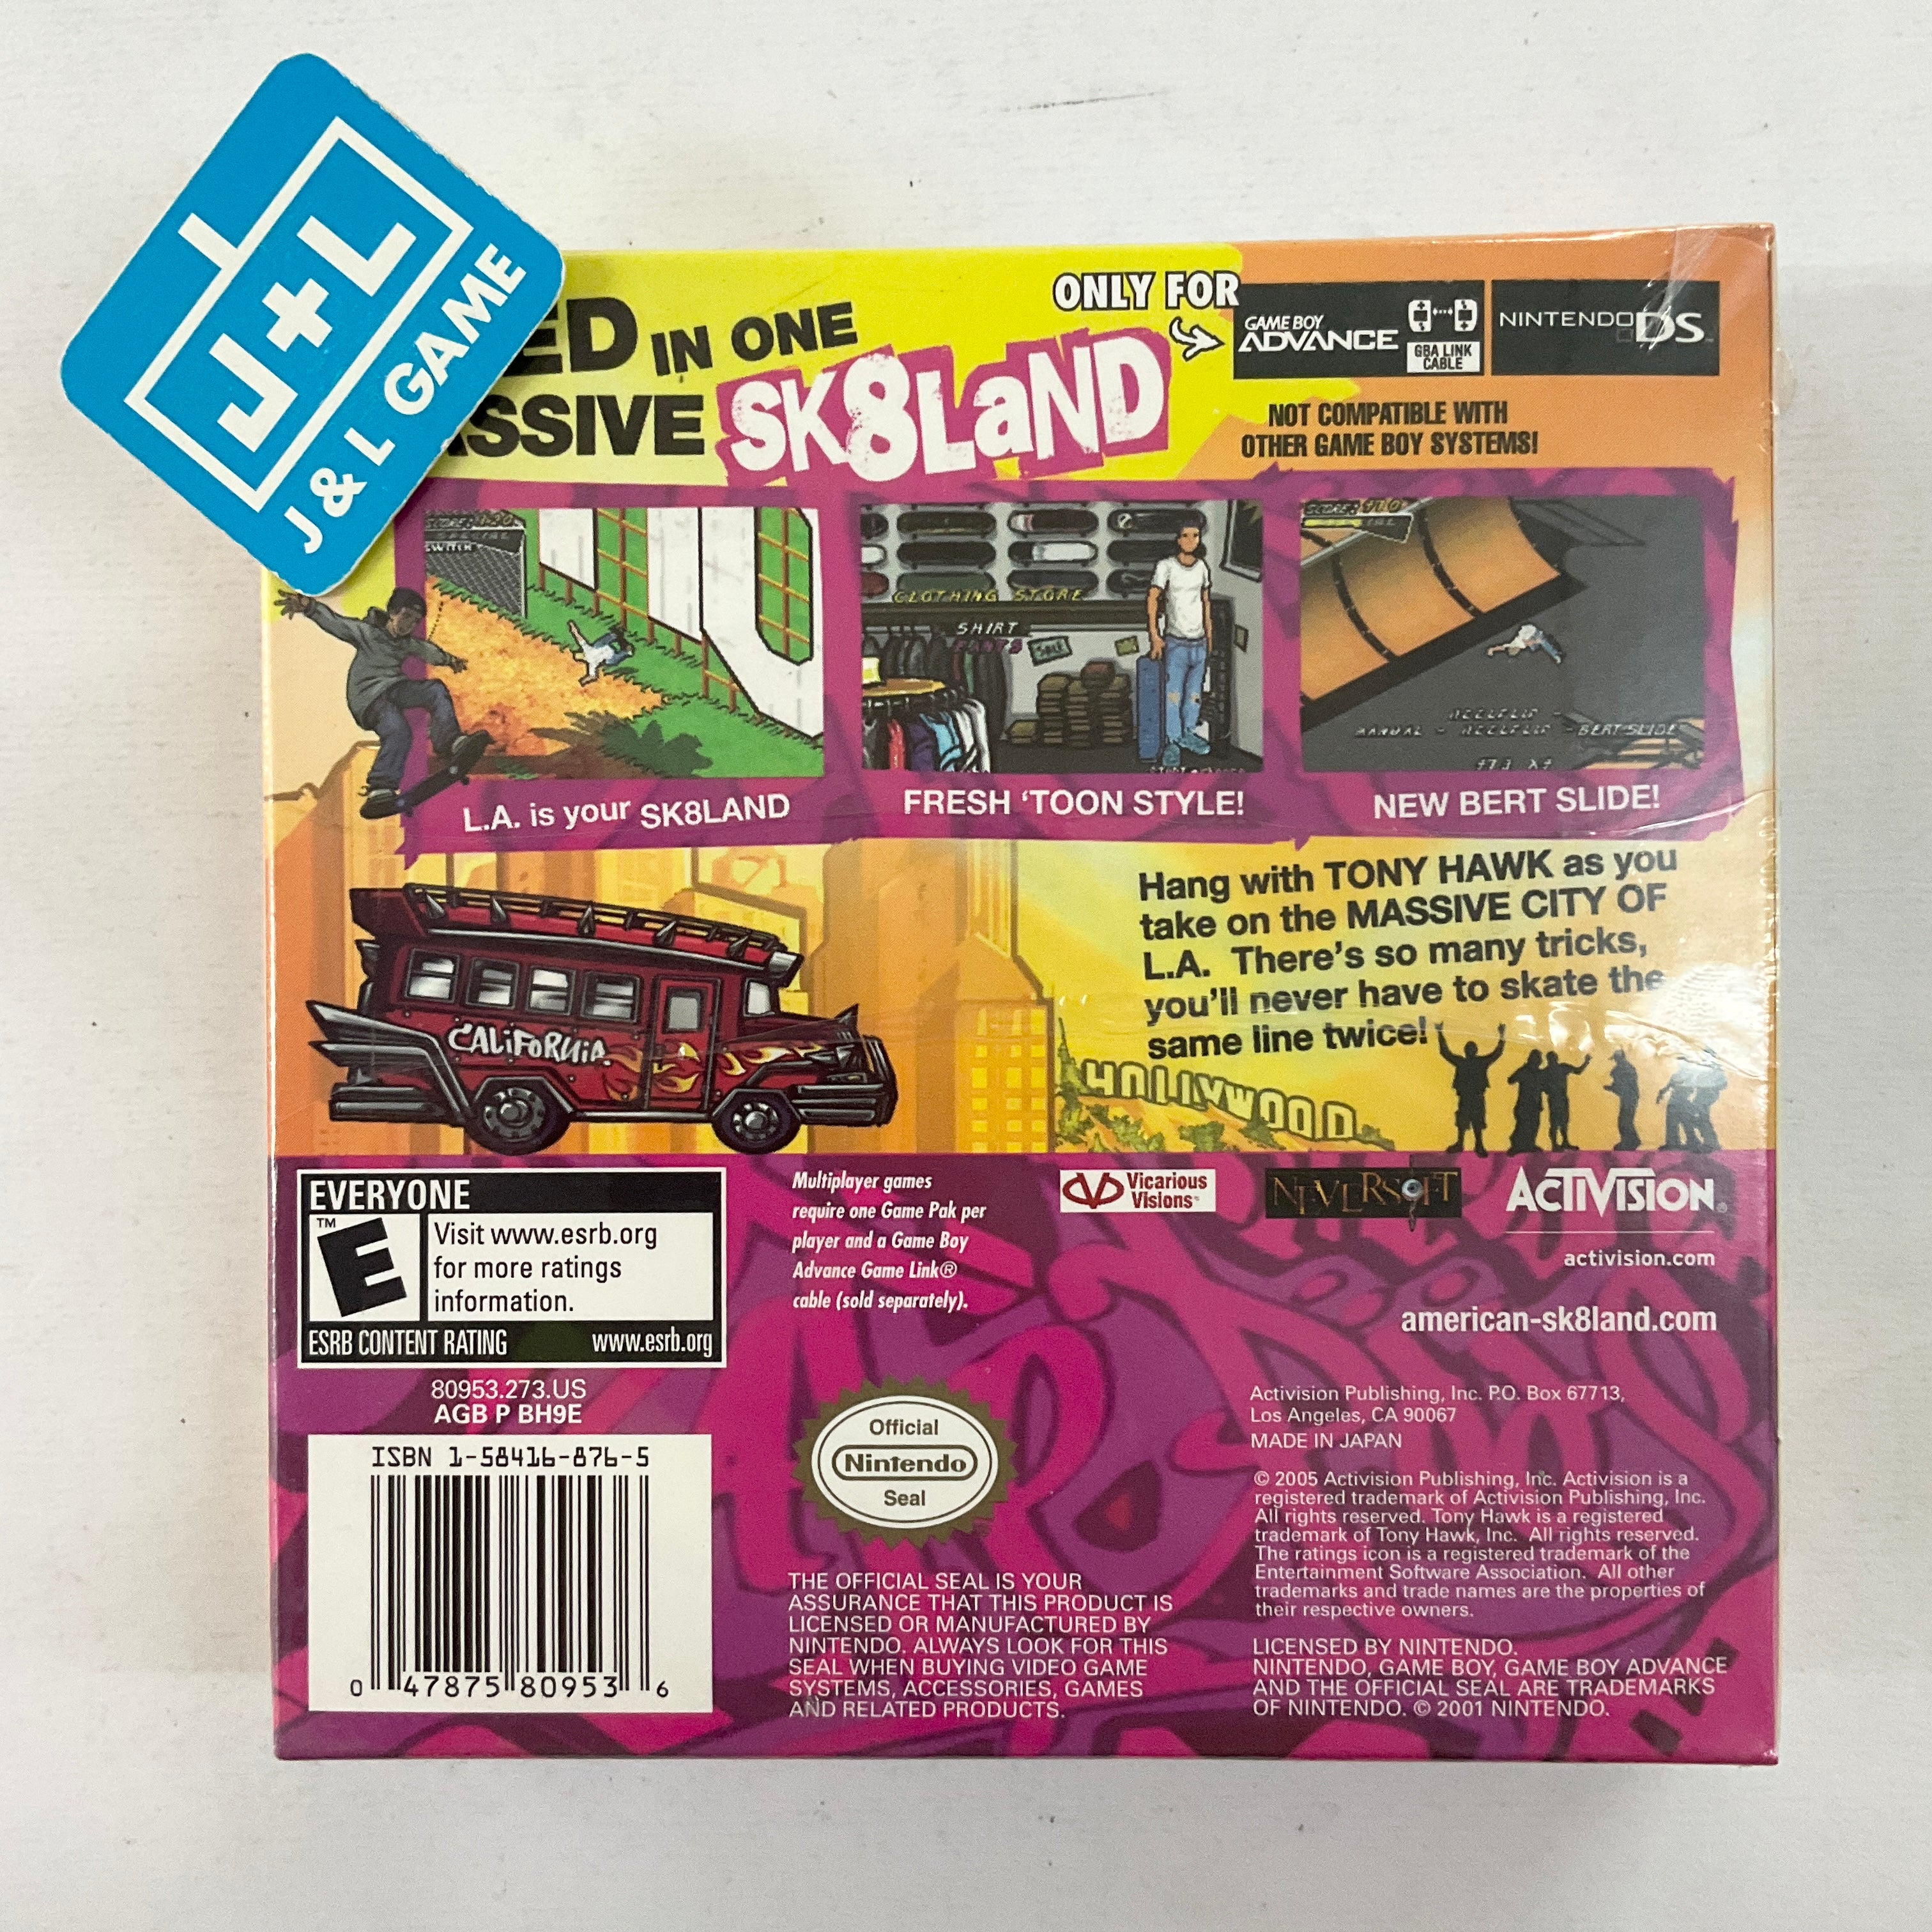 J+L
J & L GAME
IN ONE
SK8LaND
ONLY FOR
GAME BOY
ADVANCE
GBA LINK
CABLE
NINTENDO DS
NOT COMPATIBLE WITH
OTHER GAME BOY SYSTEMS!
SPECIAL
SWITCH
CLOTHING STORE
SHIRT
PANTS
SALE
HEELFLIP -
MANUAL - HEELFLIP - BERT SLIDE
L.A. is your SK8LAND
FRESH ‘TOON STYLE!
NEW BERT SLIDE!
Hang with TONY HAWK as you
take on the MASSIVE CITY OF
L.A. There's so many tricks,
you'll never have to skate the
same line twice!
CALiFORNiA
HOLLYWOOD
EVERYONE
E
TM
Visit www.esrb.org
for more ratings
information.
ESRB CONTENT RATING www.esrb.org
80953.273.US
AGB P BH9E
ISBN 1-58416-876-5
0 47875 80953 6
Multiplayer games
require one Game Pak per
player and a Game Boy
Advance Game Link®
cable (sold separately).
Official
Nintendo
Seal
THE OFFICIAL SEAL IS YOUR
ASSURANCE THAT THIS PRODUCT IS
LICENSED OR MANUFACTURED BY
NINTENDO. ALWAYS LOOK FOR THIS
SEAL WHEN BUYING VIDEO GAME
SYSTEMS, ACCESSORIES, GAMES
AND RELATED PRODUCTS.
Vicarious
Visions
NEVERSOFT
ACTIVISION®
activision.com
american-sk8land.com
Activision Publishing, Inc. P.O. Box 67713,
Los Angeles, CA 90067
MADE IN JAPAN
© 2005 Activision Publishing, Inc. Activision is a
registered trademark of Activision Publishing, Inc.
All rights reserved. Tony Hawk is a registered
trademark of Tony Hawk, Inc. All rights reserved.
The ratings icon is a registered trademark of the
Entertainment Software Association. All other
trademarks and trade names are the properties of
their respective owners.
LICENSED BY NINTENDO.
NINTENDO, GAME BOY, GAME BOY ADVANCE
AND THE OFFICIAL SEAL ARE TRADEMARKS
OF NINTENDO. © 2001 NINTENDO.